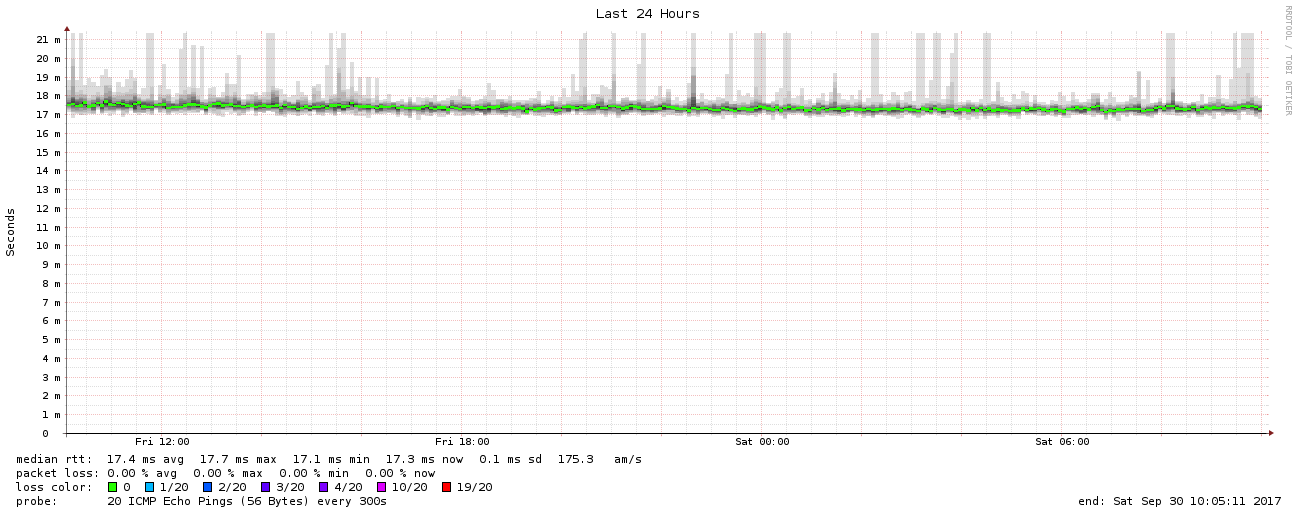 Last 24 Hours
RRDTOOL / TOBI OETIKER
Seconds
21 m
20 m
19 m
18 m
17 m
16 m
15 m
14 m
13 m
12 m
11 m
10 m
9 m
8 m
7 m
6 m
5 m
4 m
3 m
2 m
1 m
0
Fri 12:00 Fri 18:00 Sat 00:00 Sat 06:00
median rtt: 17.4 ms avg 17.7 ms max 17.1 ms min 17.3 ms now 0.1 ms sd 175.3 am/s
packet loss: 0.00 % avg 0.00 % max 0.00 % min 0.00 % now
loss color: 0 1/20 2/20 3/20 4/20 10/20 19/20
probe: 20 ICMP Echo Pings (56 Bytes) every 300s end: Sat Sep 30 10:05:11 2017